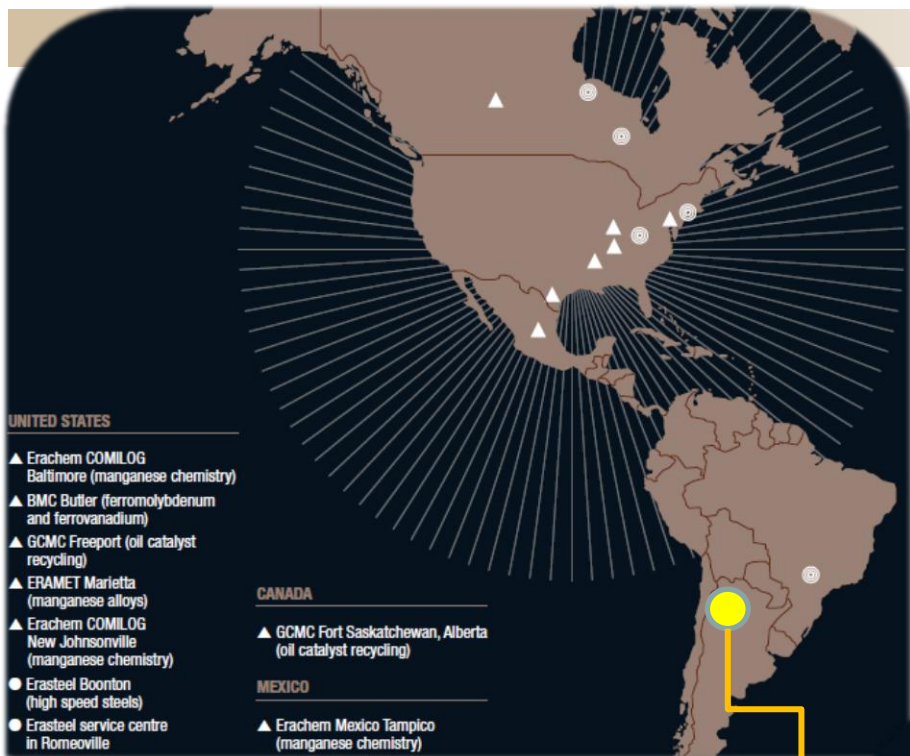 UNITED STATES
▲ Erachem COMILOG
Baltimore (manganese chemistry)
▲ BMC Butler (ferromolybdenum
and ferrovanadium)
▲ GCMC Freeport (oil catalyst
recycling)
▲ ERAMET Marietta
(manganese alloys)
▲ Erachem COMILOG
New Johnsonville
(manganese chemistry)
● Erasteel Boonton
(high speed steels)
● Erasteel service centre
in Romeoville
CANADA
▲ GCMC Fort Saskatchewan, Alberta
(oil catalyst recycling)
MEXICO
▲ Erachem Mexico Tampico
(manganese chemistry)